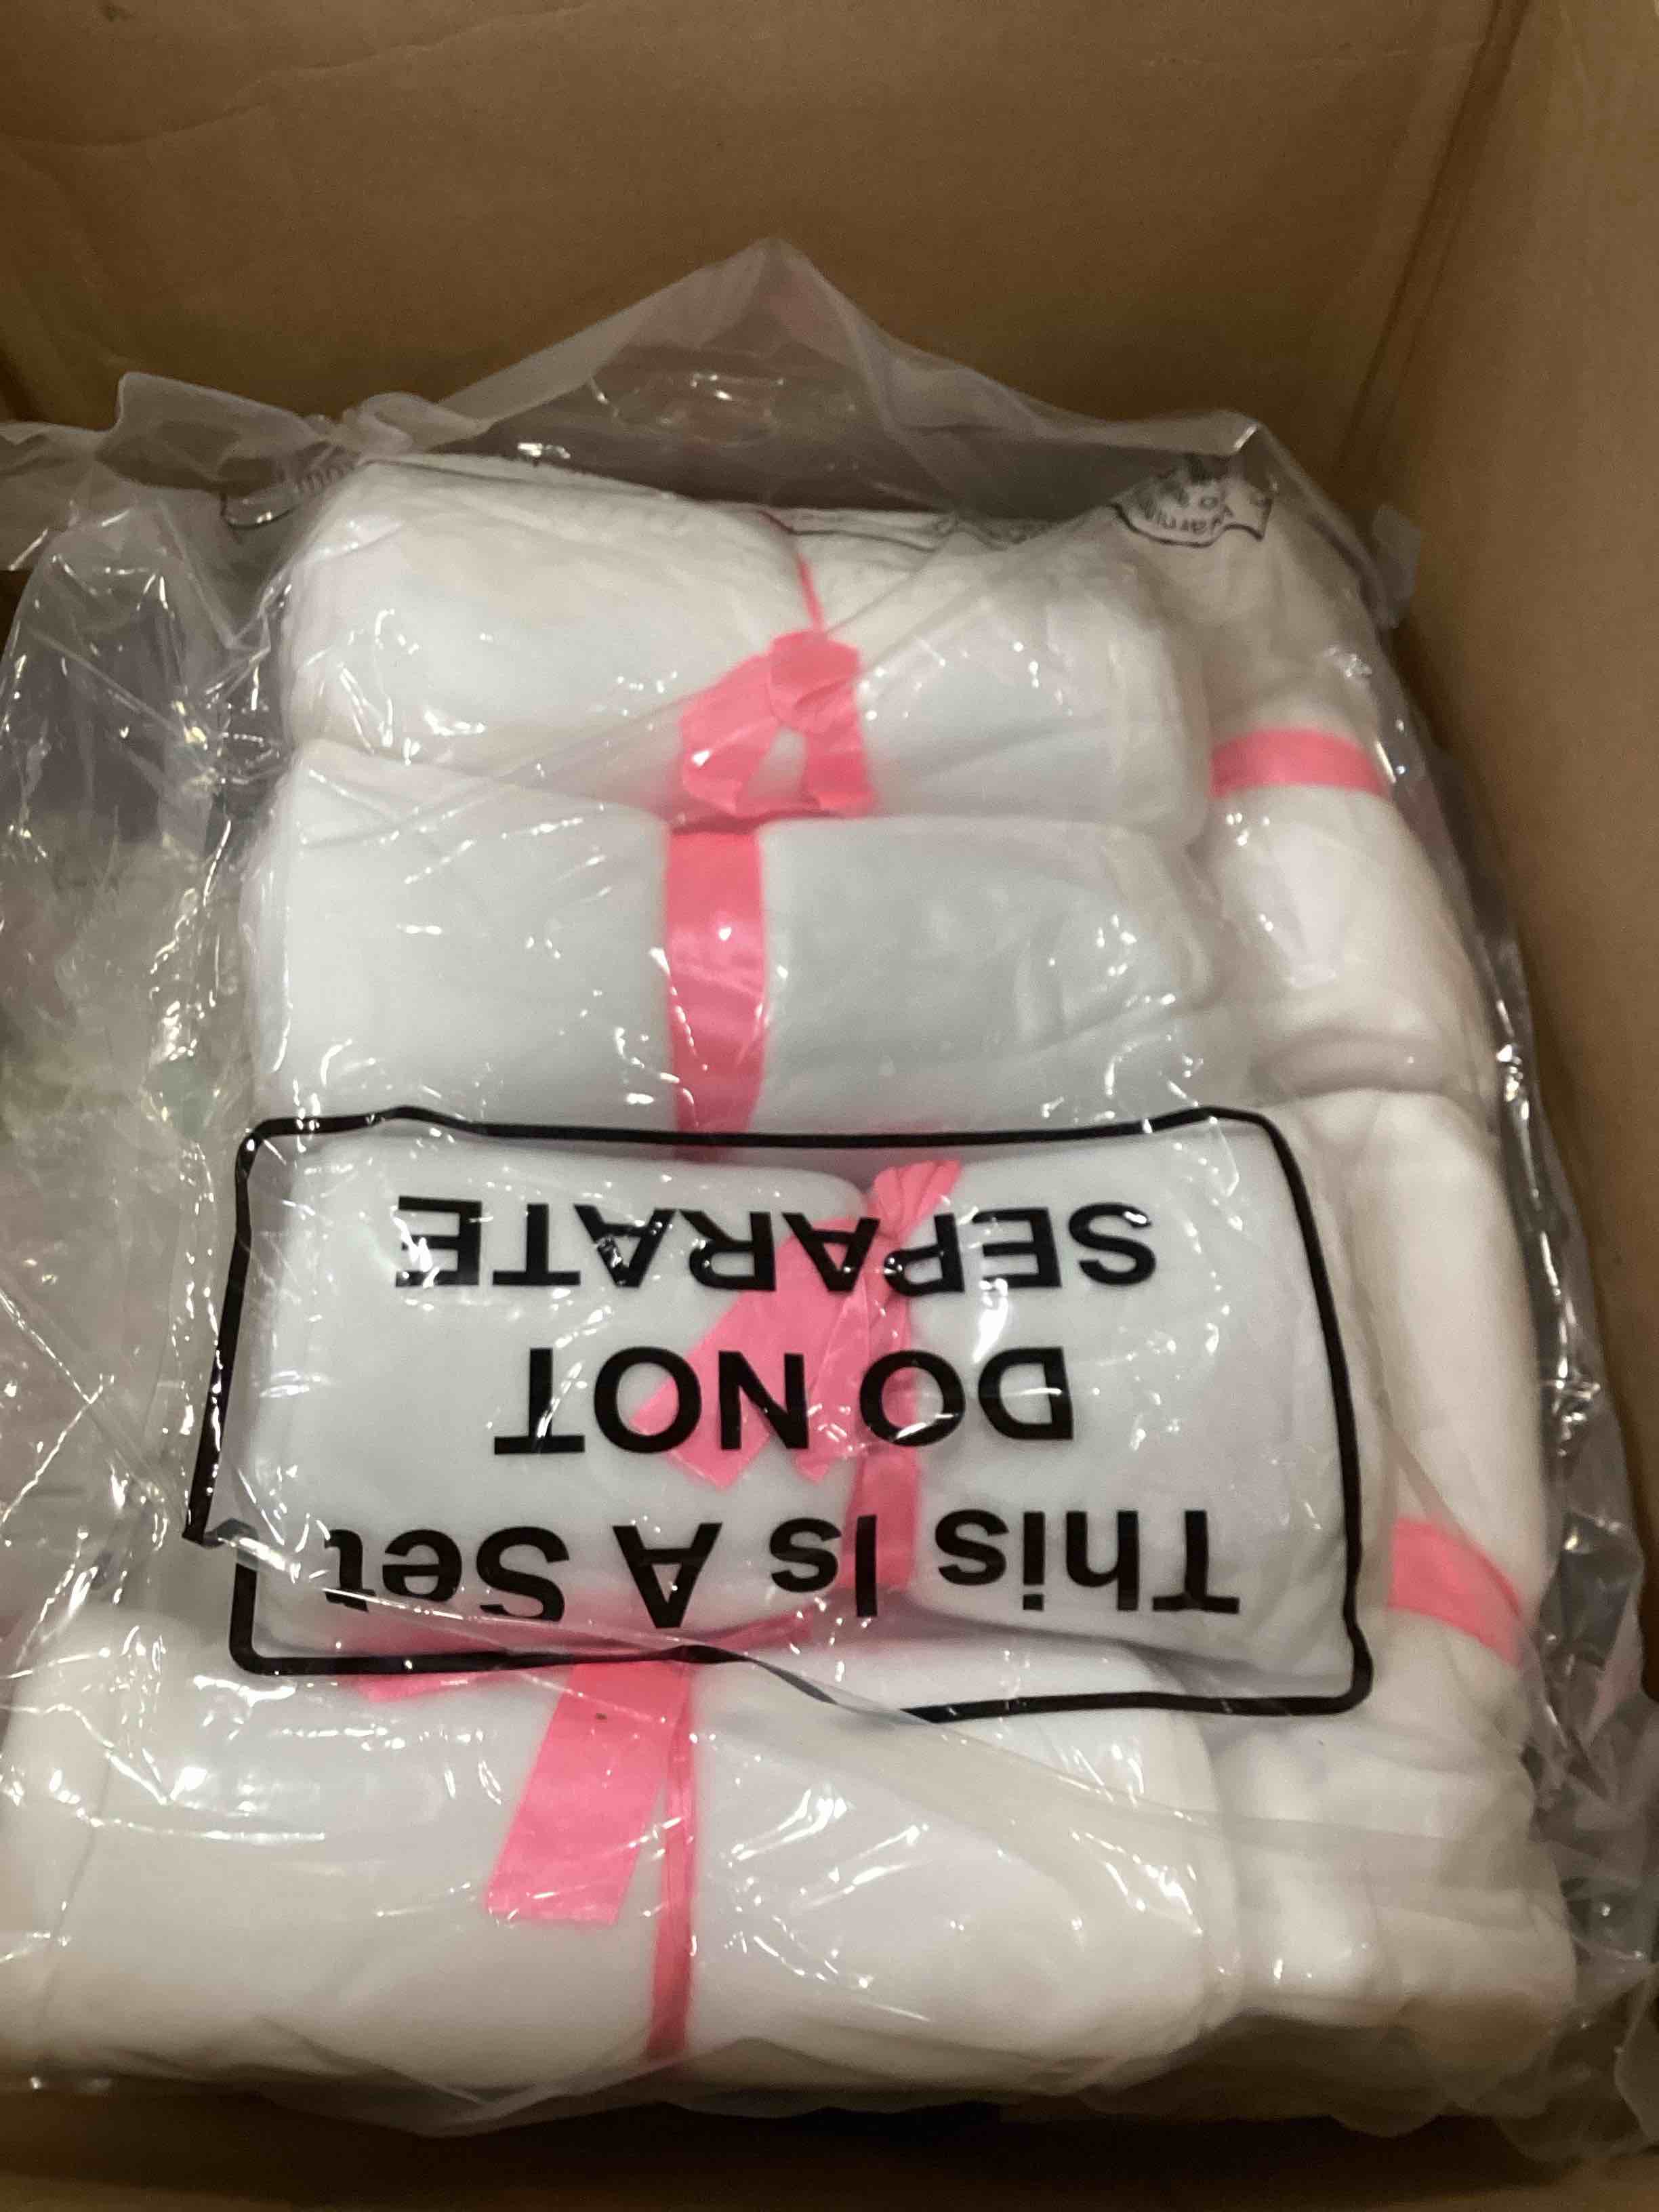 This Is A Set
DO NOT
SEPARATE